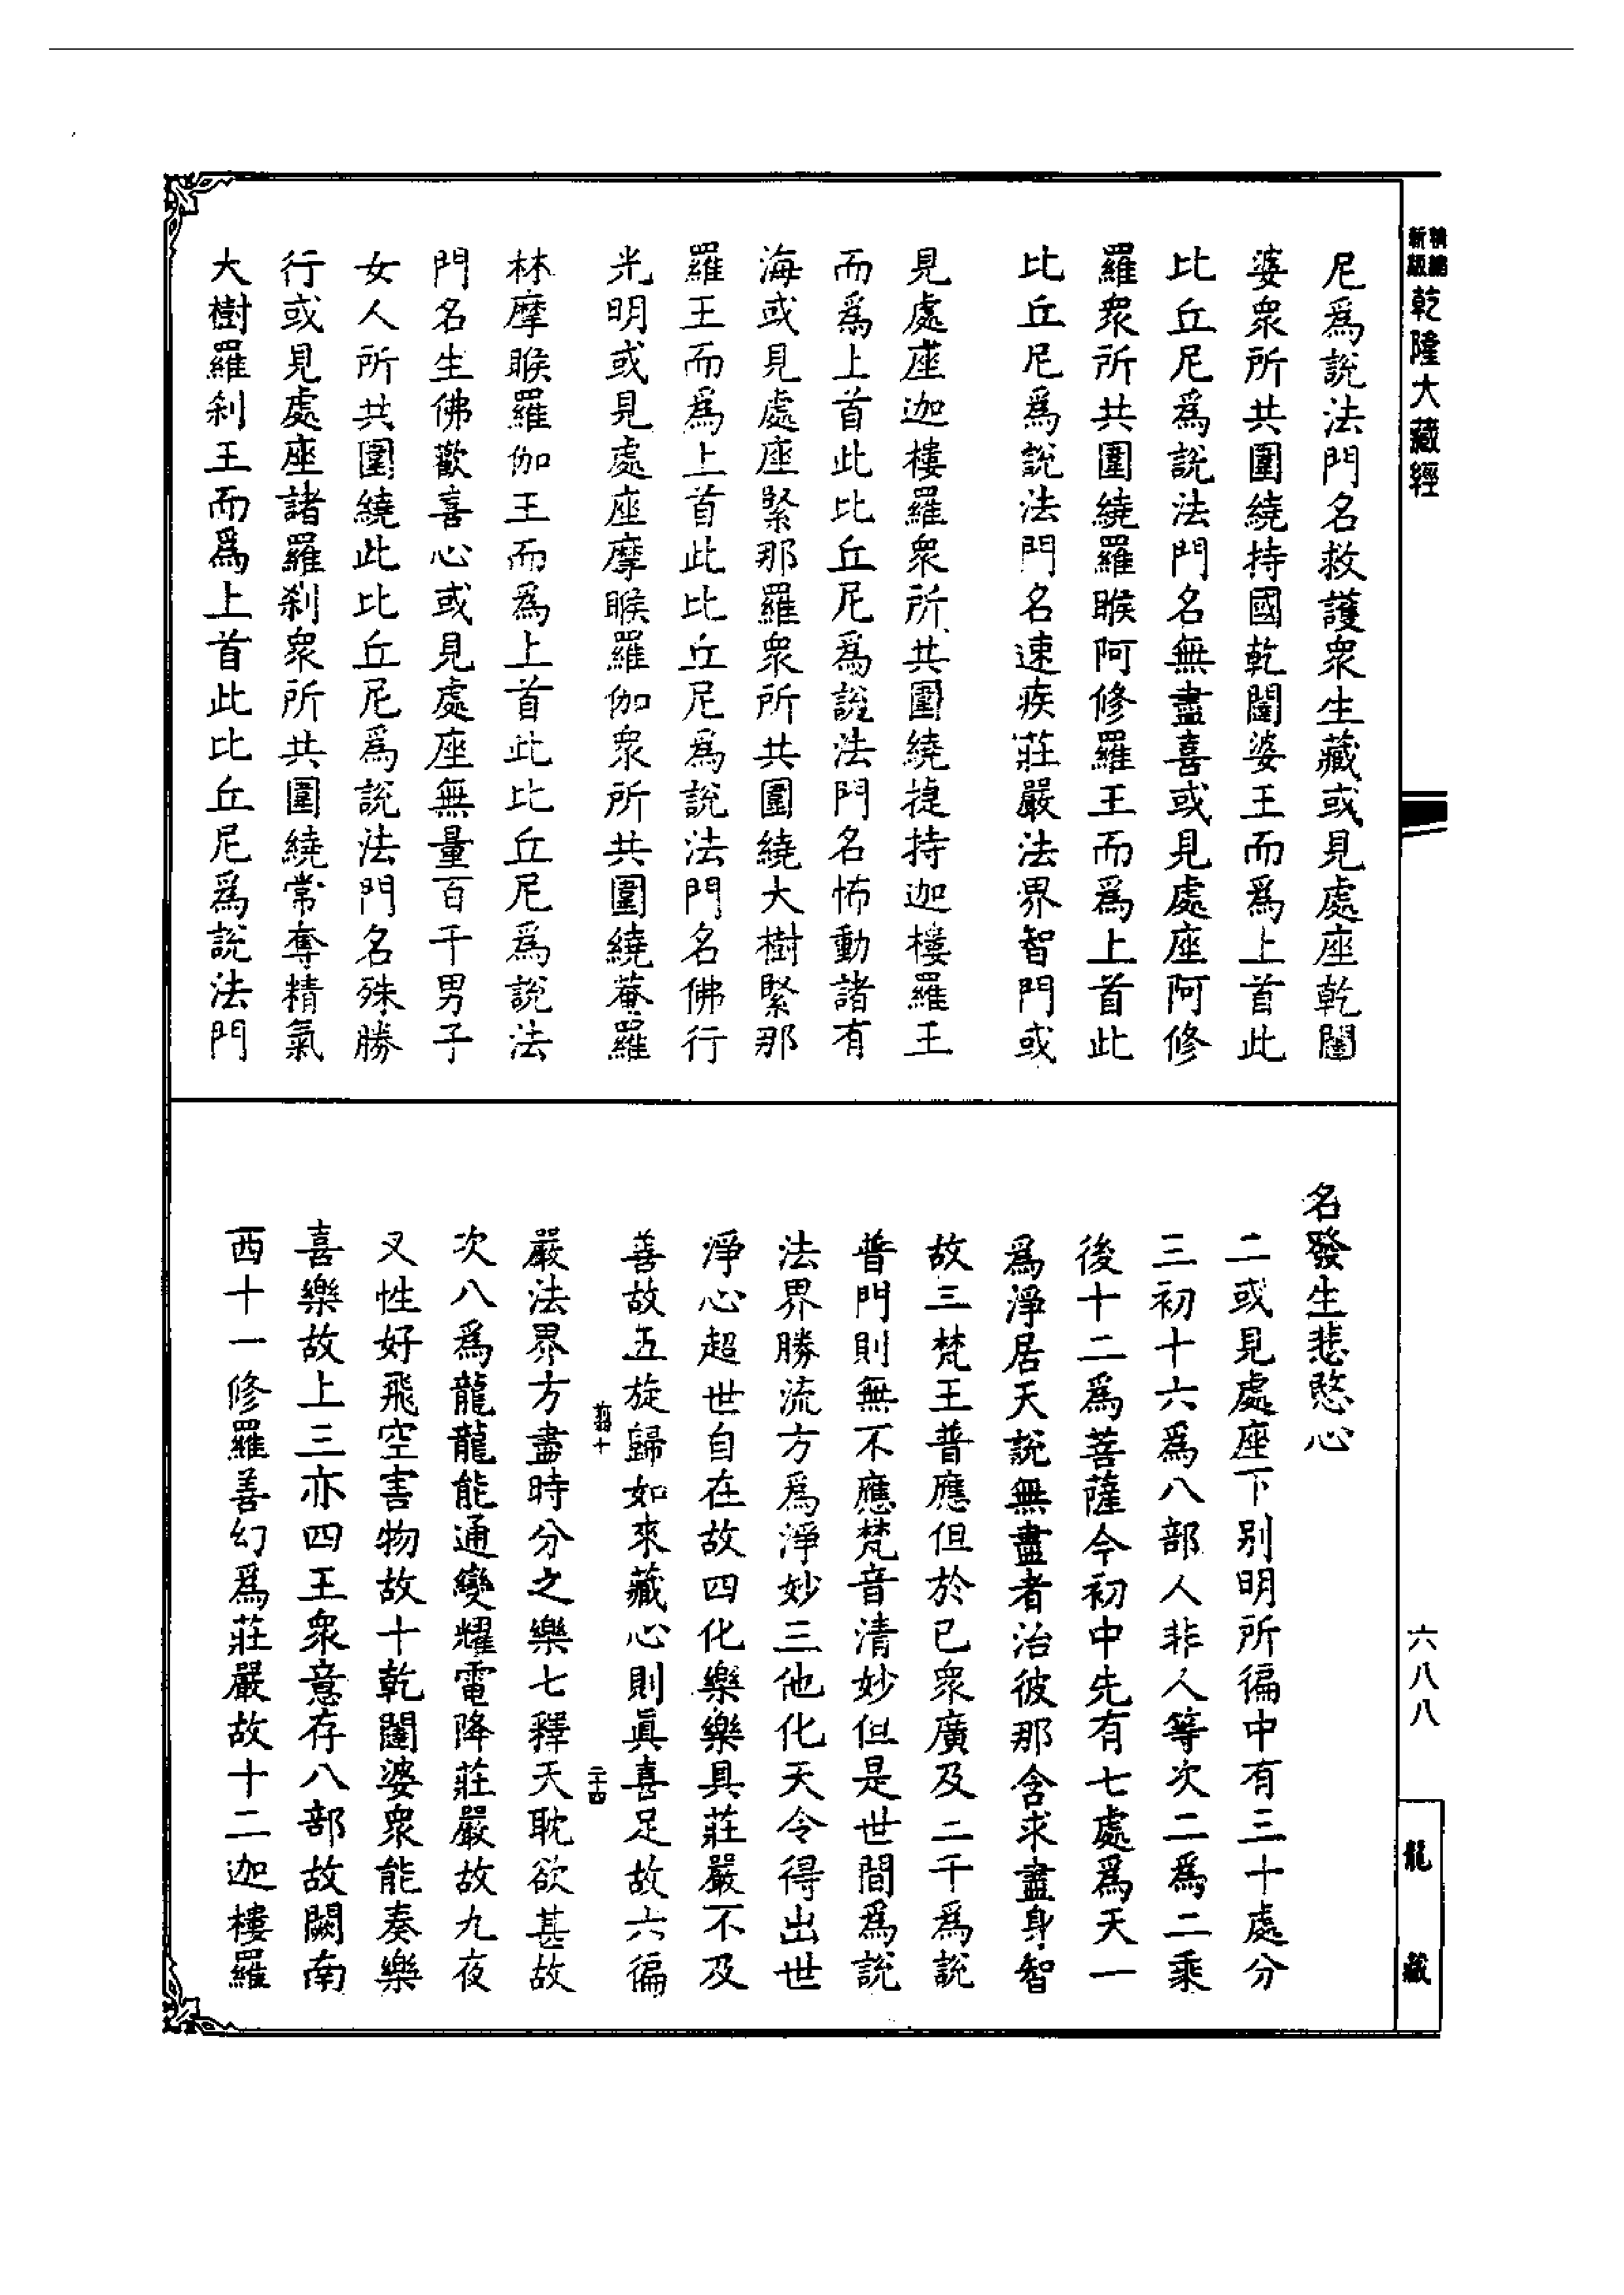 精縮新版乾隆大藏經
尼爲說法門名救護衆生藏或見處座乾闥
婆衆所共圍繞持國乾闥婆王而爲上首此
比丘尼爲說法門名無盡喜或見處座阿修
羅衆所共圍繞羅睺阿修羅王而爲上首此
比丘尼爲說法門名速疾莊嚴法界智門或
見處座迦樓羅衆所共圍繞捷持迦樓羅王
而爲上首此比丘尼爲說法門名怖動諸有
海或見處座緊那羅衆所共圍繞大樹緊那
羅王而爲上首此比丘尼爲說法門名佛行
光明或見處座摩睺羅伽衆所共圍繞菴羅
林摩睺羅伽王而爲上首此比丘尼爲說法
門名生佛歡喜心或見處座無量百千男子
女人所共圍繞此比丘尼爲說法門名殊勝
行或見處座諸羅刹衆所共圍繞常奪精氣
大樹羅刹王而爲上首此比丘尼爲說法門
名發生悲愍心
二或見處座下別明所徧中有三十處分
三初十六爲八部人非人等次二爲二乘
後十二爲菩薩今初中先有七處爲天一
爲淨居天說無盡者治彼那含求盡身智
故三梵王普應但於已衆廣及二千爲說
普門則無不應梵音清妙但是世間爲說
法界勝流方爲淨妙三他化天令得出世
淨心超世自在故四化樂樂具莊嚴不及
善故五旋歸如來藏心則眞喜足故六徧
翦十
二十四
嚴法界方盡時分之樂七釋天耽欲甚故
次八爲龍龍能通變耀電降莊嚴故九夜
叉性好飛空害物故十乾闥婆衆能奏樂
喜樂故上三亦四王衆意存八部故闕南
西十一修羅善幻爲莊嚴故十二迦樓羅
六八八
龍藏